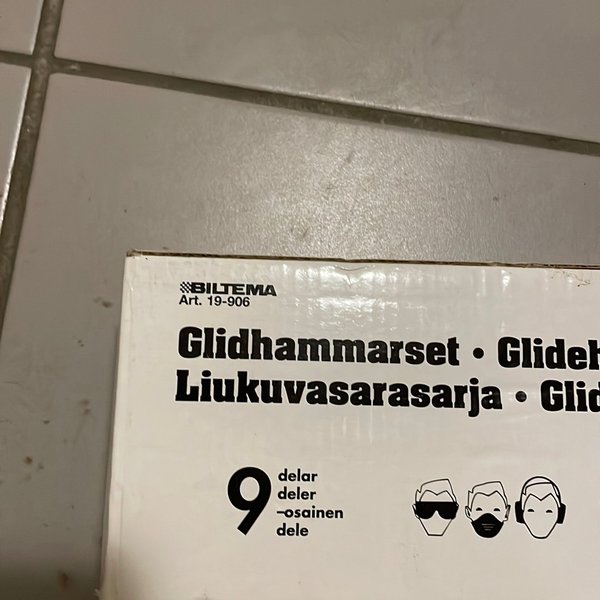 BILTEMA
Art. 19-906
Glidhammarset • Glideh
Liukuvasarasarja • Glid
9 delar
deler
-osainen
dele